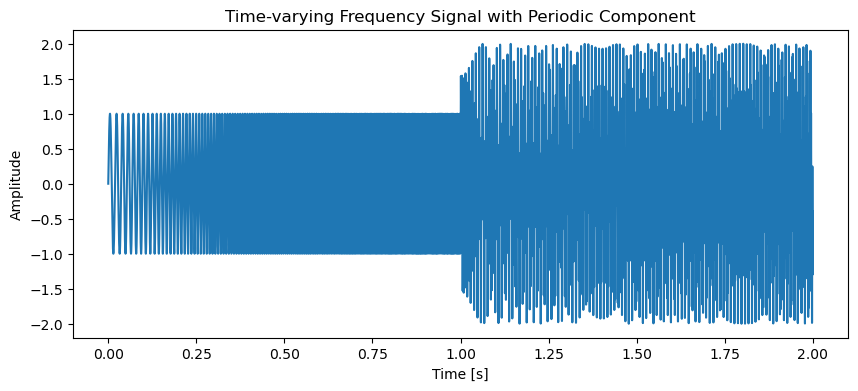 Time-varying Frequency Signal with Periodic Component
2.0
1.5
1.0
0.5
0.0
−0.5
−1.0
−1.5
−2.0
Amplitude
0.00 0.25 0.50 0.75 1.00 1.25 1.50 1.75 2.00
Time [s]